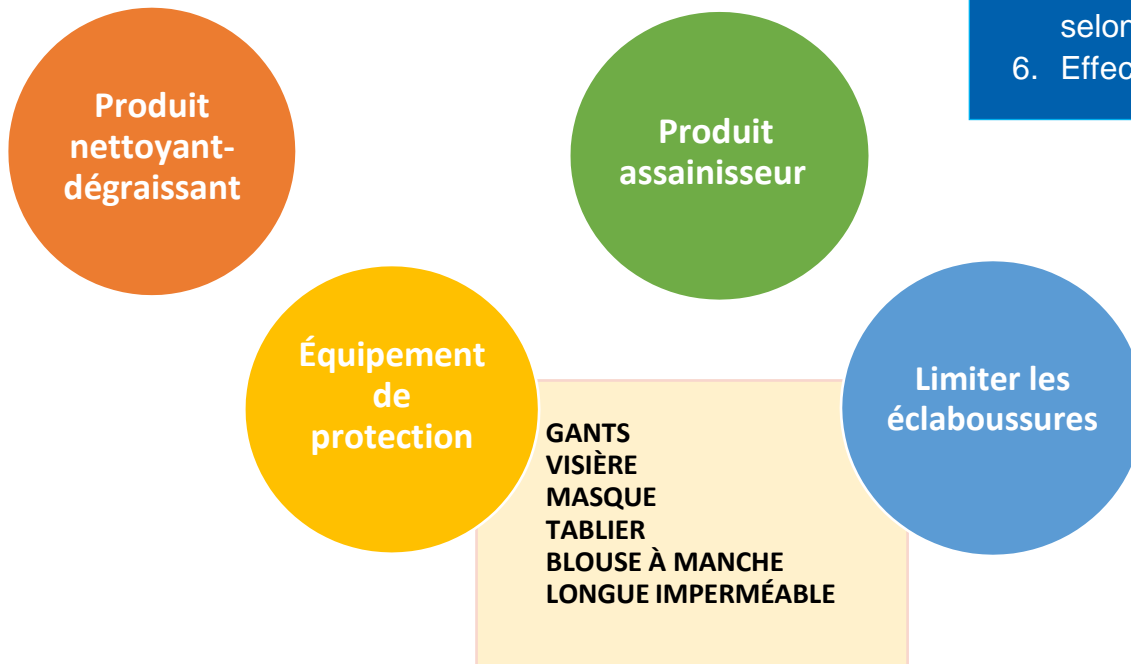 Produit
nettoyant-
dégraissant
Produit
assainisseur
selon
6. Effec
Équipement
de
protection
GANTS
VISIÈRE
MASQUE
TABLIER
BLOUSE À MANCHE
LONGUE IMPERMÉABLE
Limiter les
éclaboussures